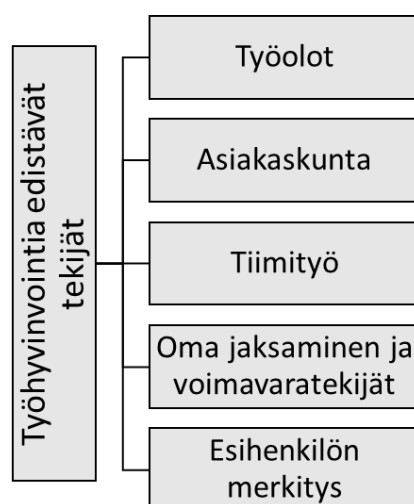 Työhyvinvointia edistävät
tekijät
Työolot
Asiakaskunta
Tiimityö
Oma jaksaminen ja
voimavaratekijät
Esihenkilön
merkitys